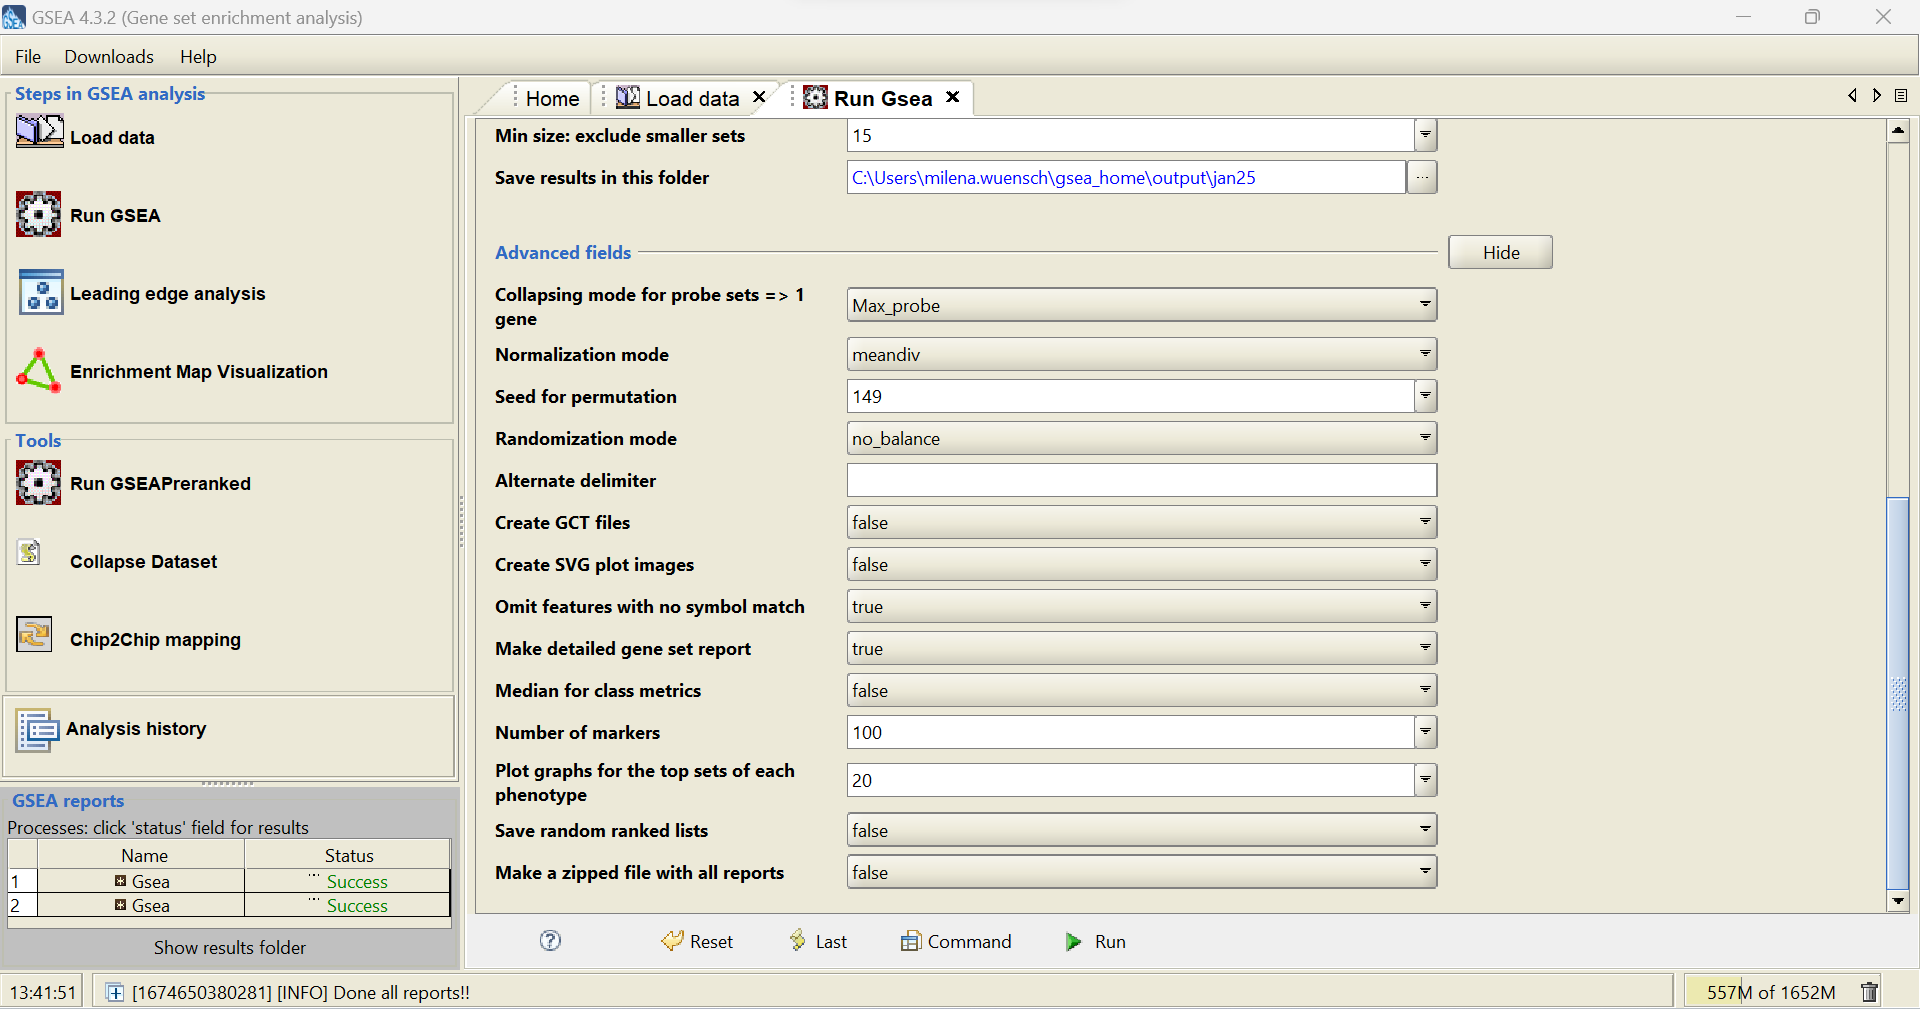 GSEA 4.3.2 (Gene set enrichment analysis)
File Downloads Help
Steps in GSEA analysis
Load data
Run GSEA
Leading edge analysis
Enrichment Map Visualization
Tools
Run GSEAPreranked
Collapse Dataset
Chip2Chip mapping
Analysis history
GSEA reports
Processes: click 'status' field for results
Name Status
1 Gsea ... Success
2 Gsea ... Success
Show results folder
Home Load data Run Gsea
Min size: exclude smaller sets 15
Save results in this folder C:\Users\milena.wuensch\gsea_home\output\jan25 ...
Advanced fields Hide
Collapsing mode for probe sets => 1
gene Max_probe
Normalization mode meandiv
Seed for permutation 149
Randomization mode no_balance
Alternate delimiter
Create GCT files false
Create SVG plot images false
Omit features with no symbol match true
Make detailed gene set report true
Median for class metrics false
Number of markers 100
Plot graphs for the top sets of each
phenotype 20
Save random ranked lists false
Make a zipped file with all reports false
? Reset Last Command Run
13:41:51 [1674650380281] [INFO] Done all reports!! 557M of 1652M